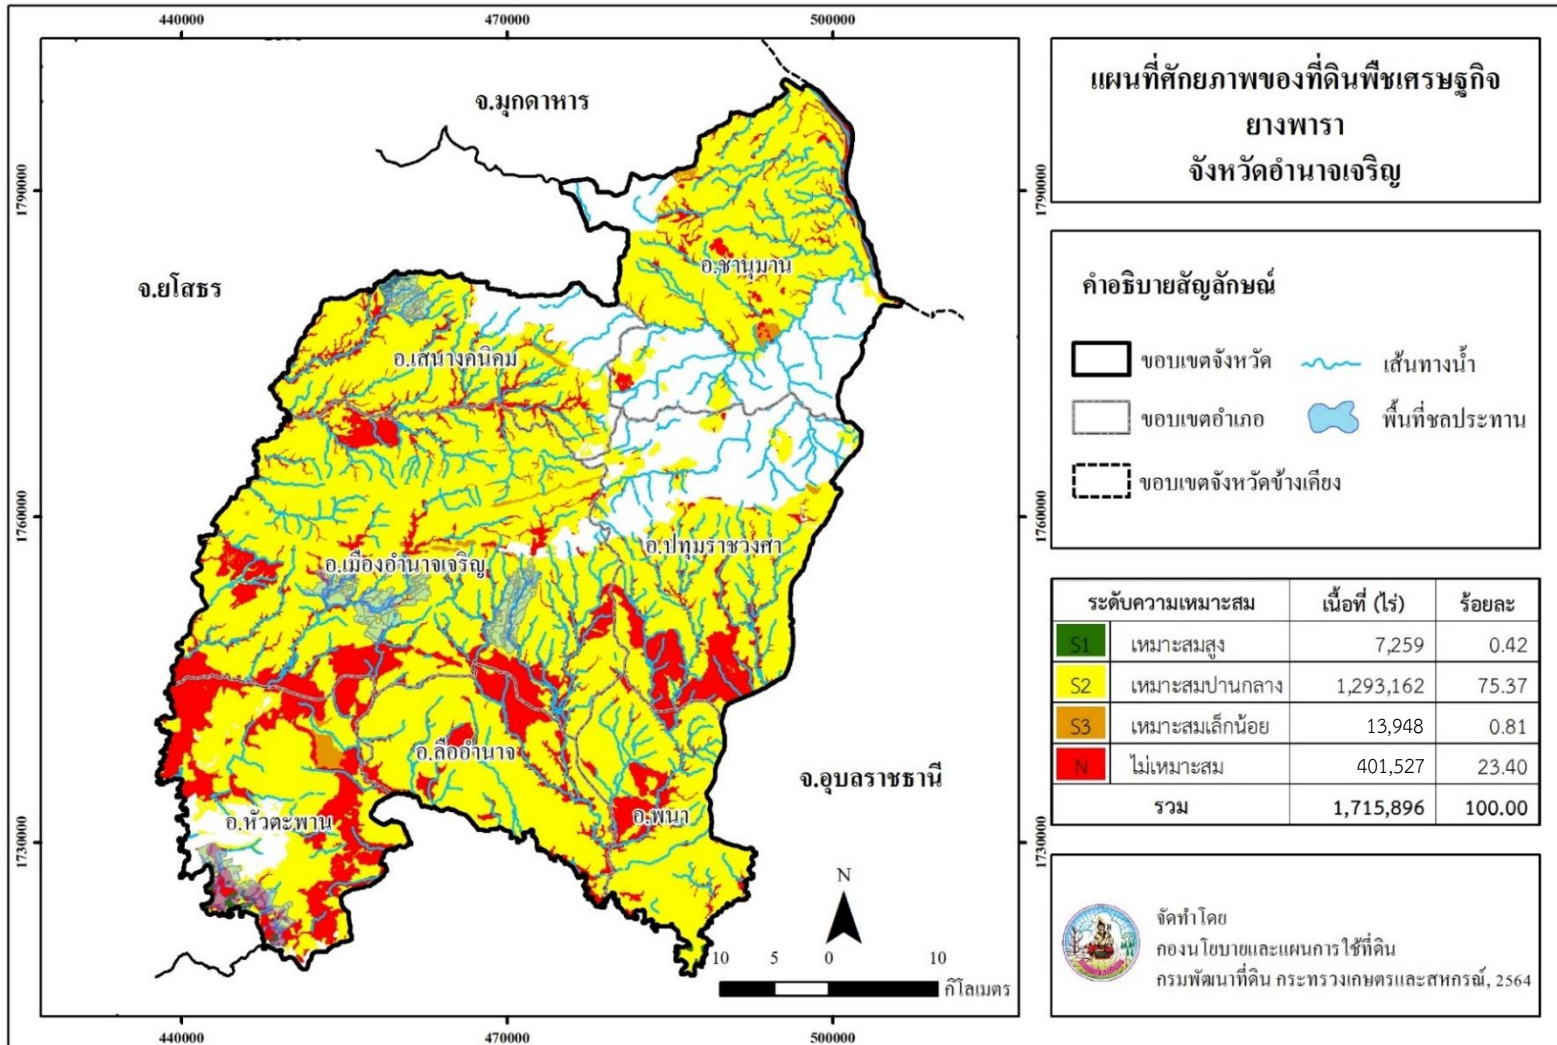 440000
470000
500000
1790000
1760000
1730000
จ.มุกดาหาร
จ.ยโสธร
อ.ชานุมาน
อ.เสนางคนิคม
อ.ปทุมราชวงศา
อ.เมืองอำนาจเจริญ
อ.ลืออำนาจ
จ.อุบลราชธานี
อ.หัวตะพาน
อ.พนา
N
10 5 0 10
กิโลเมตร
1790000
1760000
1730000
440000
470000
500000
แผนที่ศักยภาพของที่ดินพืชเศรษฐกิจ
ยางพารา
จังหวัดอำนาจเจริญ
คำอธิบายสัญลักษณ์
ขอบเขตจังหวัด เส้นทางน้ำ
ขอบเขตอำเภอ พื้นที่ชลประทาน
ขอบเขตจังหวัดข้างเคียง
ระดับความเหมาะสม เนื้อที่ (ไร่) ร้อยละ
S1 เหมาะสมสูง 7,259 0.42
S2 เหมาะสมปานกลาง 1,293,162 75.37
S3 เหมาะสมเล็กน้อย 13,948 0.81
N ไม่เหมาะสม 401,527 23.40
รวม 1,715,896 100.00
จัดทำโดย
กองนโยบายและแผนการใช้ที่ดิน
กรมพัฒนาที่ดิน กระทรวงเกษตรและสหกรณ์, 2564